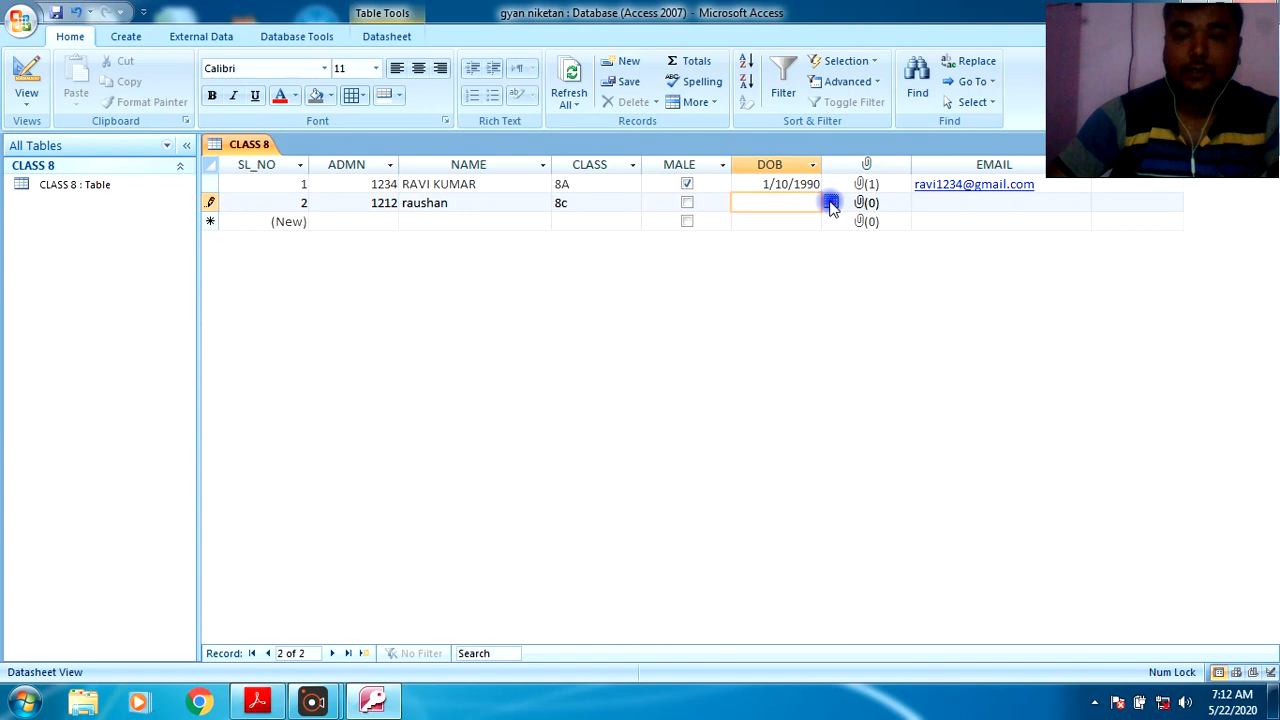 Table Tools
gyan niketan : Database (Access 2007) - Microsoft Access
Home Create External Data Database Tools Datasheet
View
Views
Paste
Cut
Copy
Format Painter
Clipboard
Calibri 11
B I U A
Font
Rich Text
Refresh All
New
Save
Delete
Totals
Spelling
More
Records
Filter
Selection
Advanced
Toggle Filter
Sort & Filter
Find
Replace
Go To
Select
Find
All Tables
CLASS 8
CLASS 8 : Table
CLASS 8
SL_NO ADMN NAME CLASS MALE DOB EMAIL
1 1234 RAVI KUMAR 8A 1/10/1990 (1) ravi1234@gmail.com
2 1212 raushan 8c (0)
(New) (0)
Record: 2 of 2 No Filter Search
Datasheet View
Num Lock
7:12 AM
5/22/2020